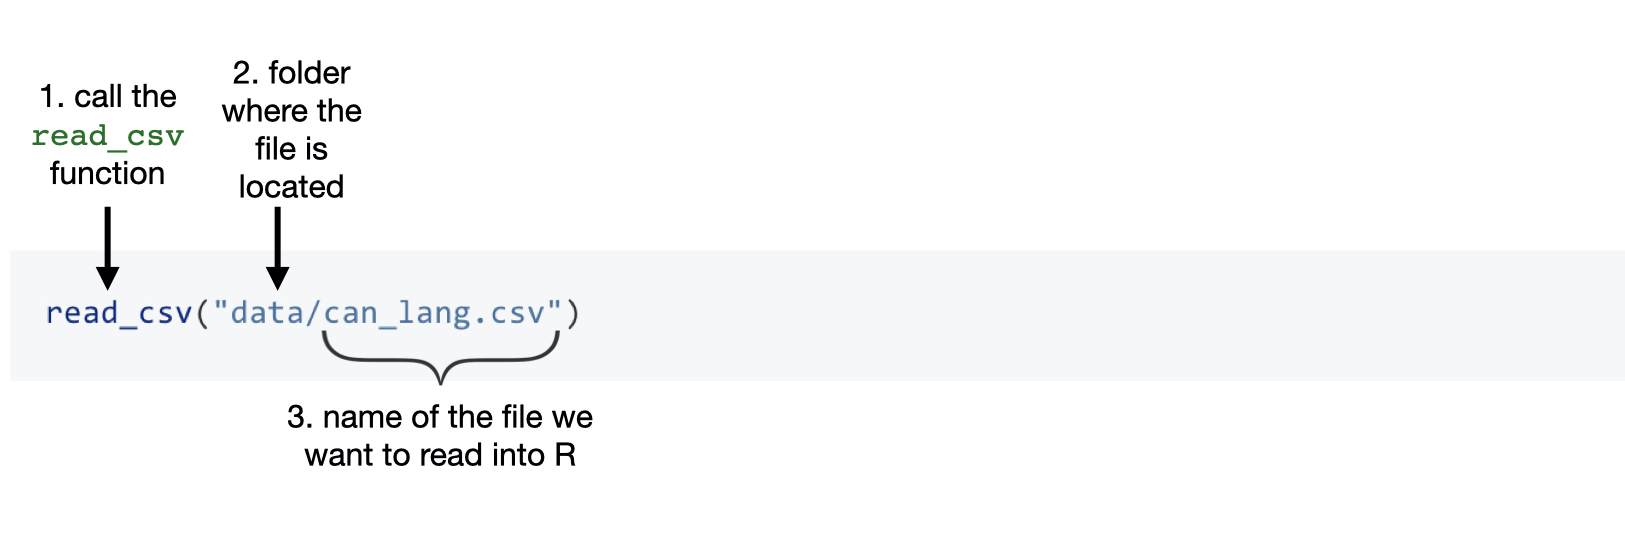 1. call the
read_csv
function
2. folder
where the
file is
located
read_csv("data/can_lang.csv")
3. name of the file we
want to read into R